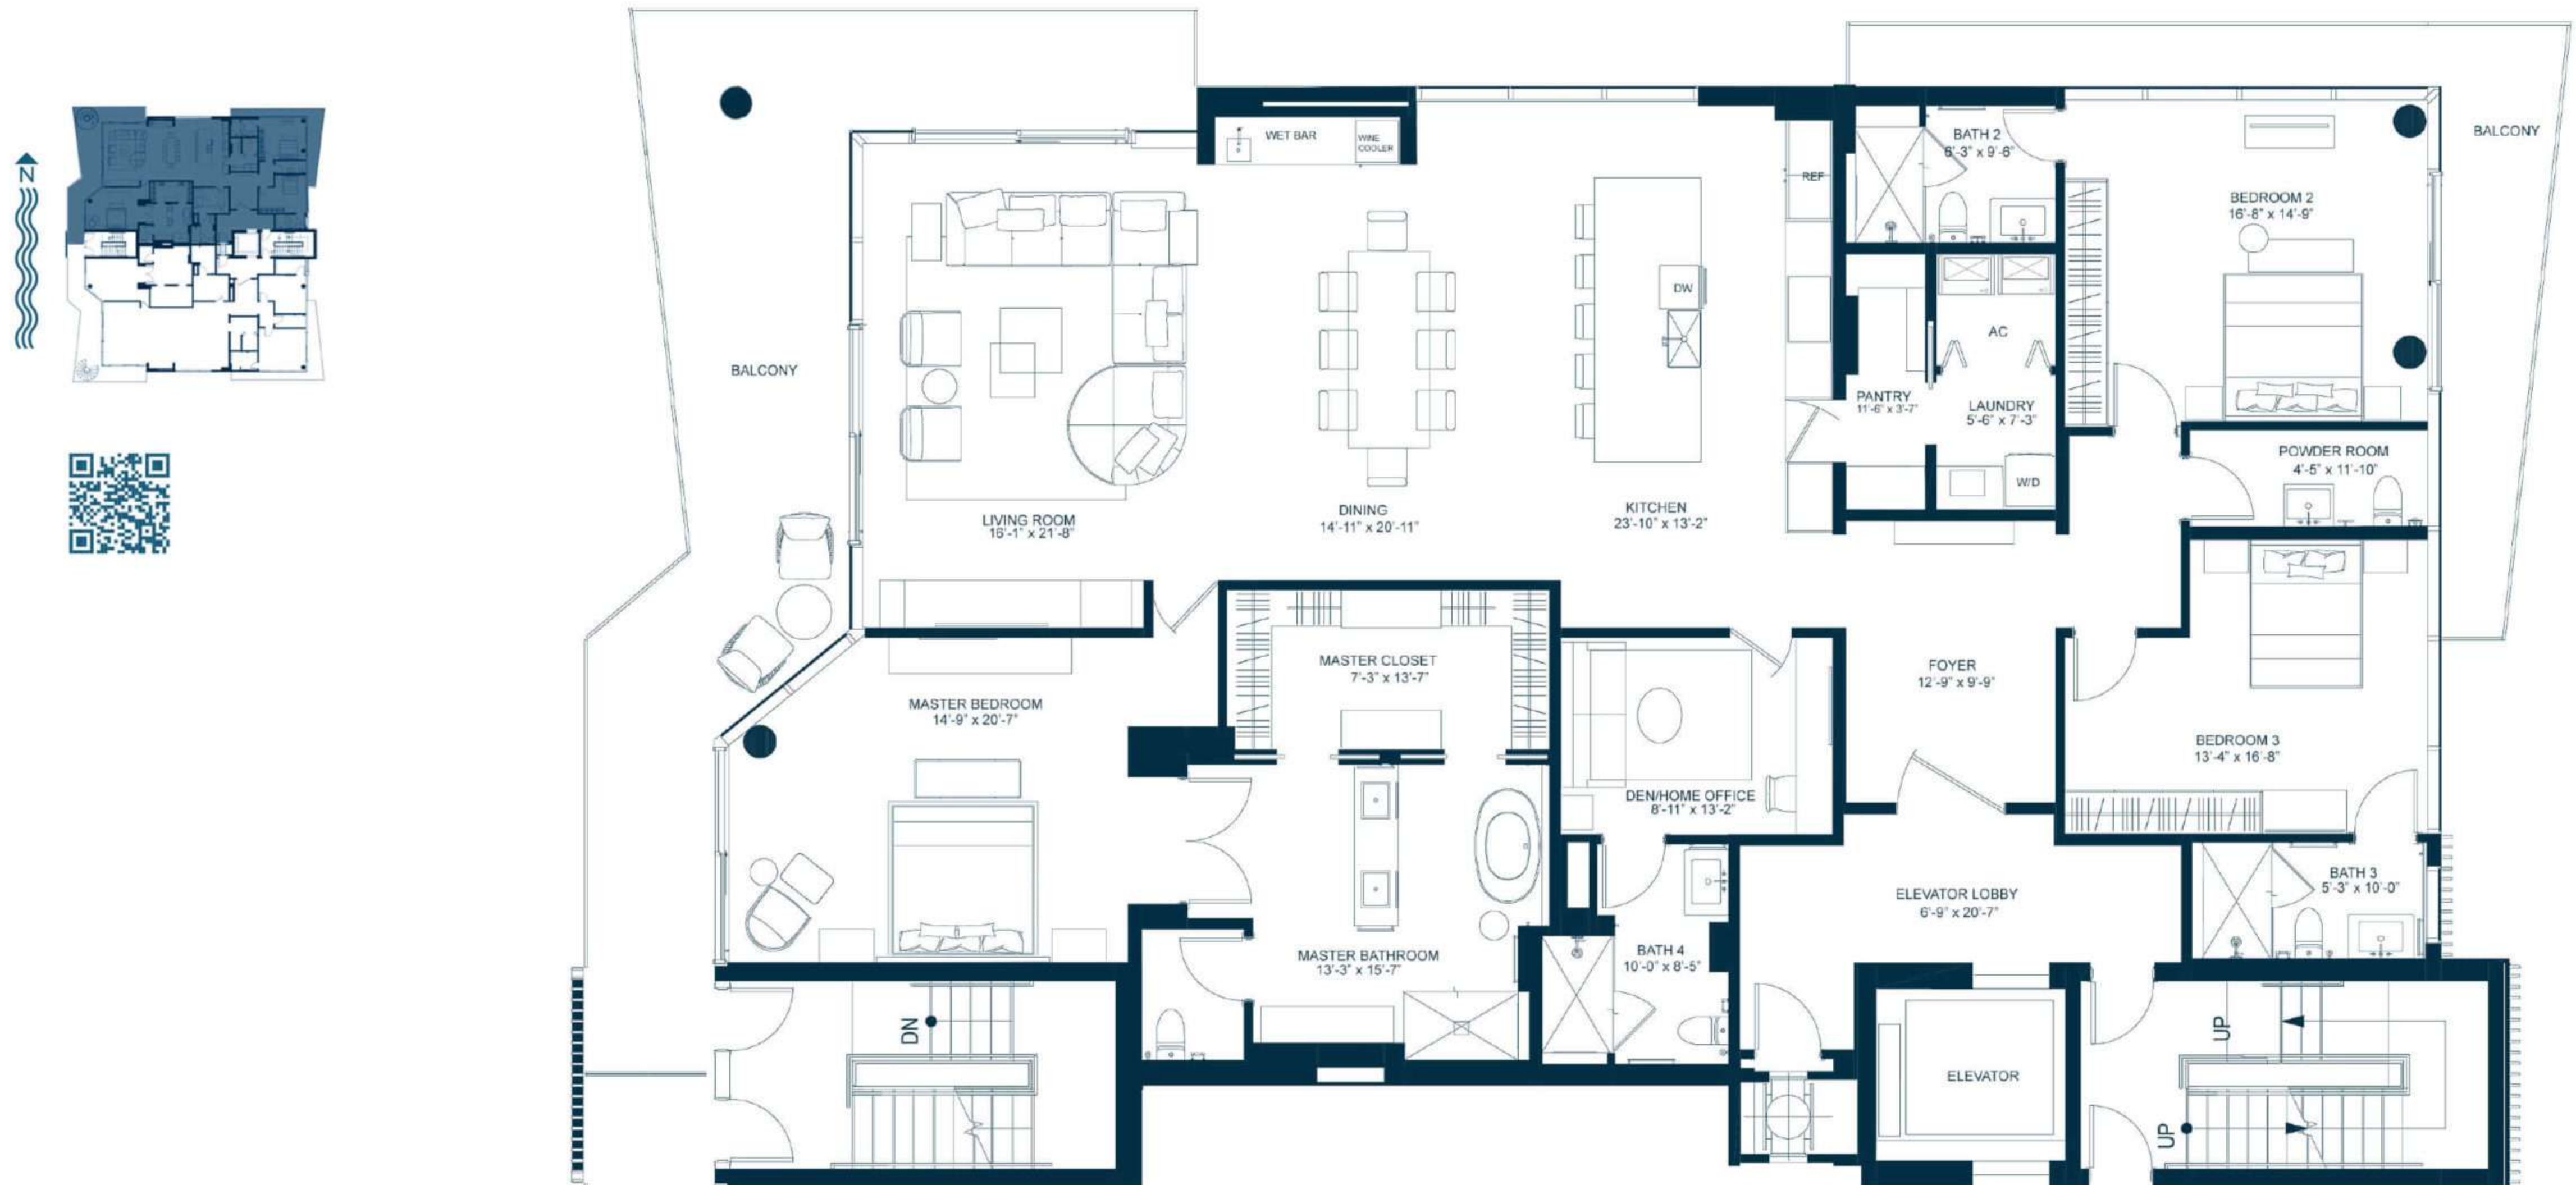 N
BALCONY
WET BAR
WINE
COOLER
LIVING ROOM
16'-1" x 21'-8"
DINING
14'-11" x 20'-11"
DW
KITCHEN
23'-10" x 13'-2"
REF
BATH 2
6'-3" x 9'-6"
PANTRY
11'-6" x 3'-7"
AC
LAUNDRY
5'-6" x 7'-3"
W/D
BEDROOM 2
16'-8" x 14'-9"
BALCONY
POWDER ROOM
4'-5" x 11'-10"
MASTER BEDROOM
14'-9" x 20'-7"
MASTER CLOSET
7'-3" x 13'-7"
DEN/HOME OFFICE
8'-11" x 13'-2"
FOYER
12'-9" x 9'-9"
BEDROOM 3
13'-4" x 16'-8"
MASTER BATHROOM
13'-3" x 15'-7"
BATH 4
10'-0" x 8'-5"
ELEVATOR LOBBY
6'-9" x 20'-7"
BATH 3
5'-3" x 10'-0"
DN
ELEVATOR
UP
UP